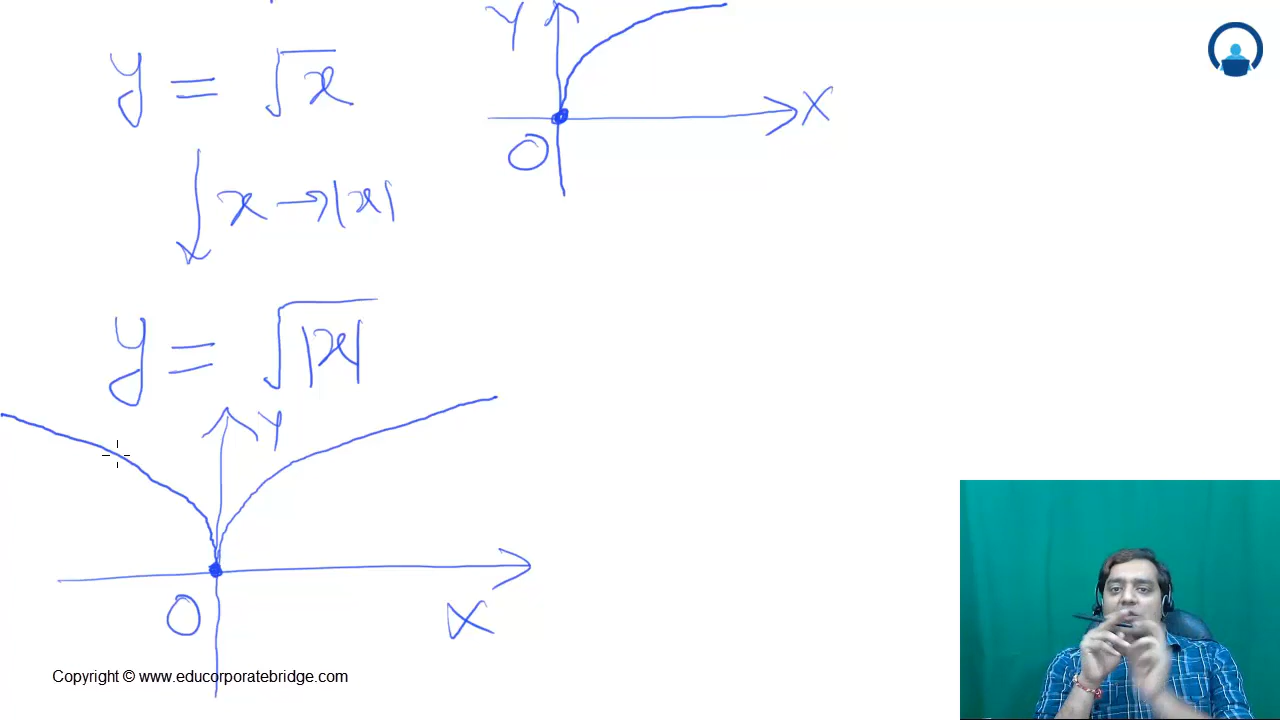 y = √x
Y
X
O
x → |x|
y = √|x|
Y
O
X
Copyright © www.educorporatebridge.com